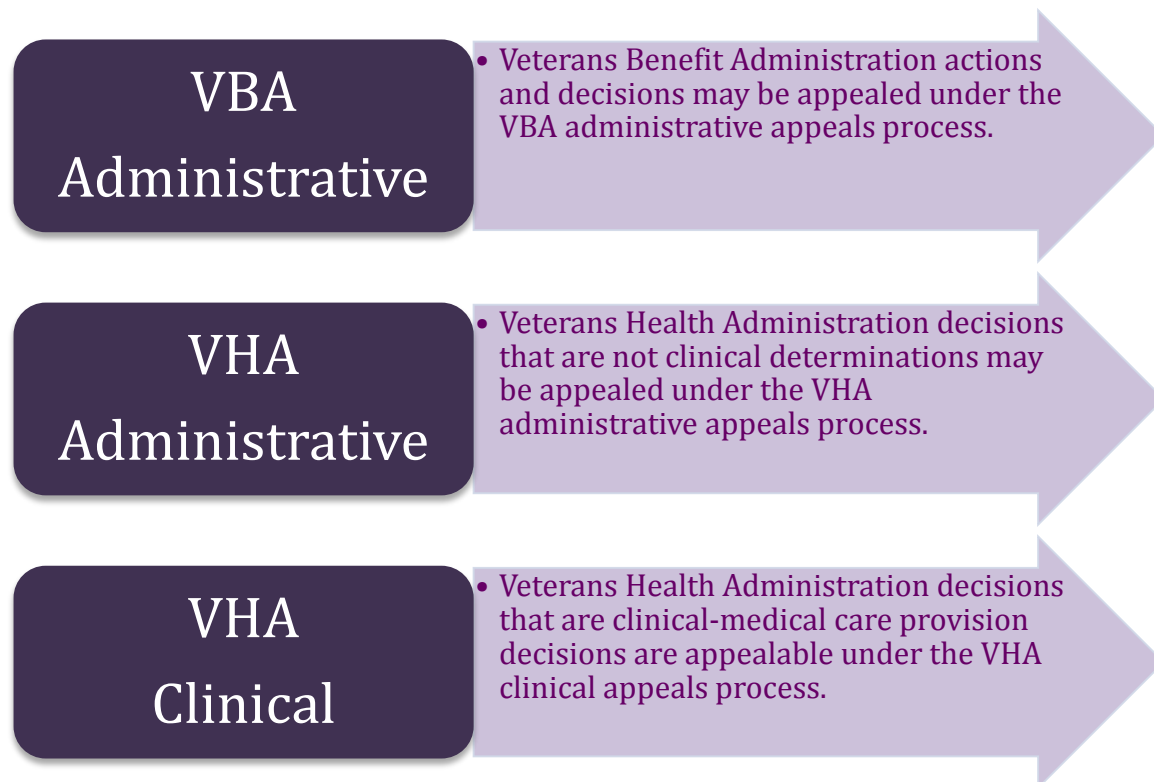 VBA
Administrative
• Veterans Benefit Administration actions
and decisions may be appealed under the
VBA administrative appeals process.
VHA
Administrative
• Veterans Health Administration decisions
that are not clinical determinations may
be appealed under the VHA
administrative appeals process.
VHA
Clinical
• Veterans Health Administration decisions
that are clinical-medical care provision
decisions are appealable under the VHA
clinical appeals process.